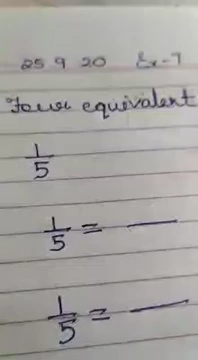 25 9 20 Ex-7
Four equivalent
1/5
1/5 = —
1/5 = —